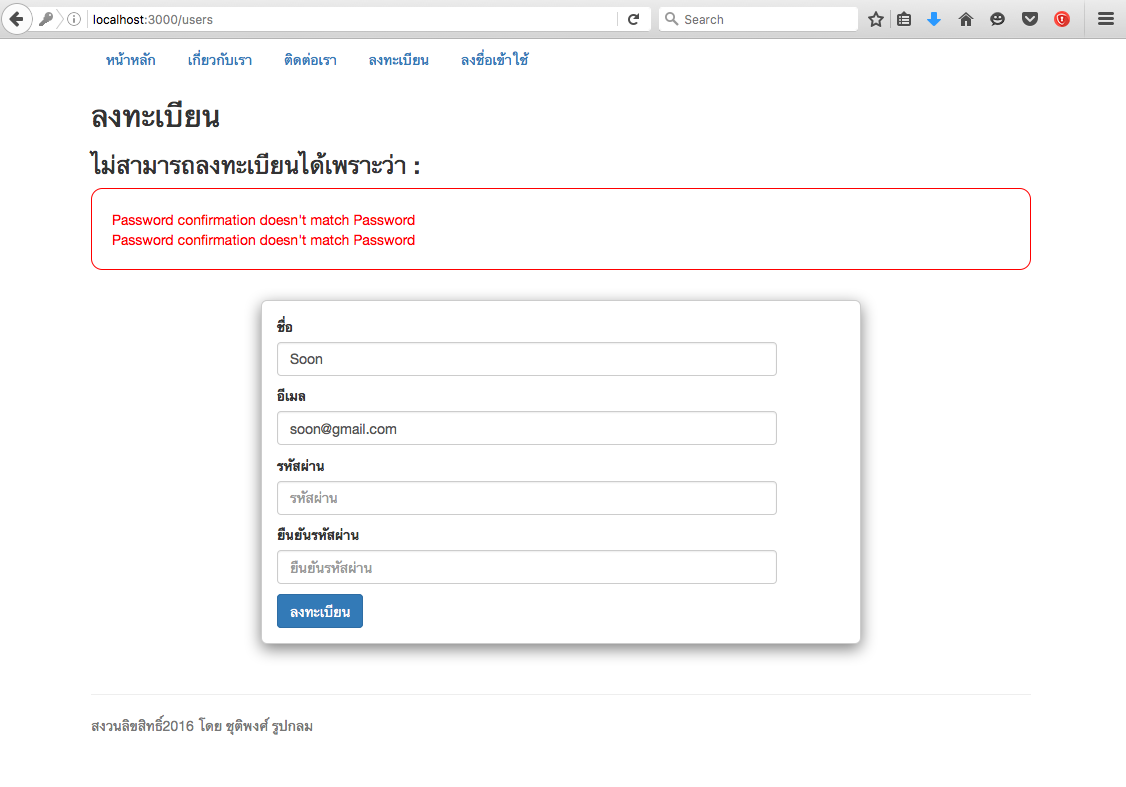 localhost:3000/users
Search
หน้าหลัก เกี่ยวกับเรา ติดต่อเรา ลงทะเบียน ลงชื่อเข้าใช้
ลงทะเบียน
ไม่สามารถลงทะเบียนได้เพราะว่า :
Password confirmation doesn't match Password
Password confirmation doesn't match Password
ชื่อ
Soon
อีเมล
soon@gmail.com
รหัสผ่าน
รหัสผ่าน
ยืนยันรหัสผ่าน
ยืนยันรหัสผ่าน
ลงทะเบียน
สงวนลิขสิทธิ์2016 โดย ชุติพงศ์ รูปกลม